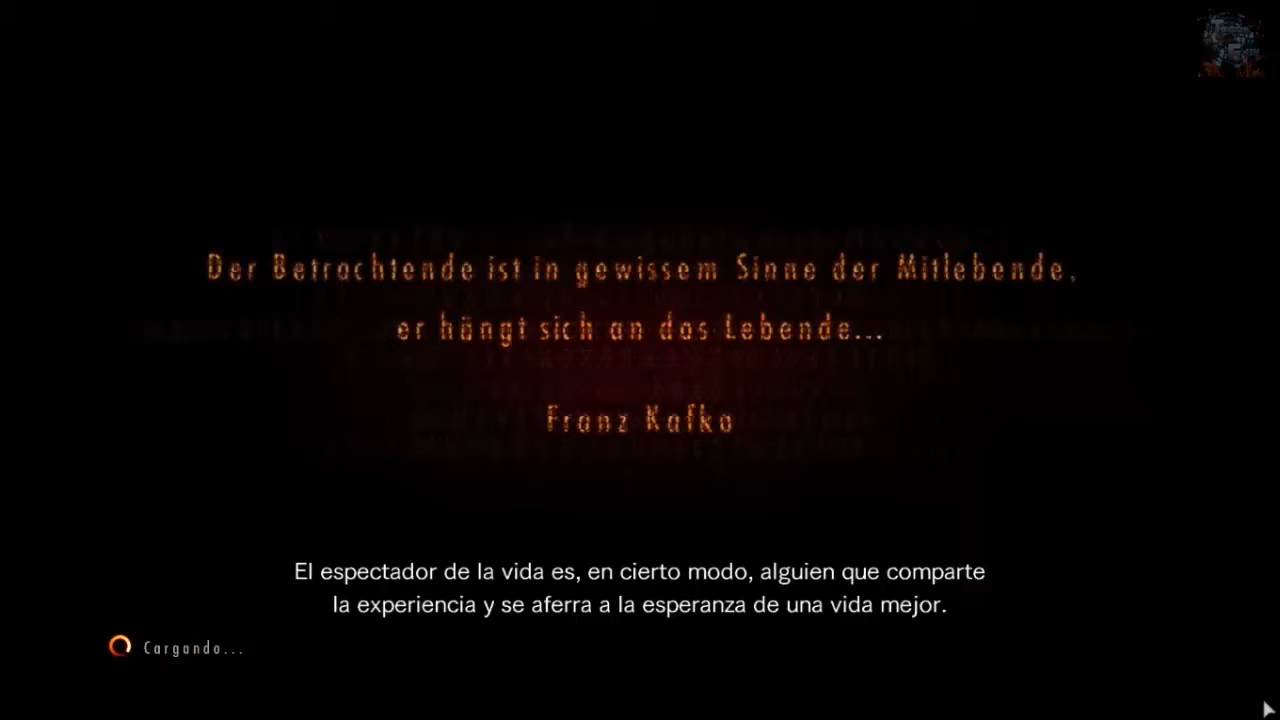 Der Betrachtende ist in gewissem Sinne der Mitlebende,
er hängt sich an das Lebende...
Franz Kafka
El espectador de la vida es, en cierto modo, alguien que comparte
la experiencia y se aferra a la esperanza de una vida mejor.
Cargando...